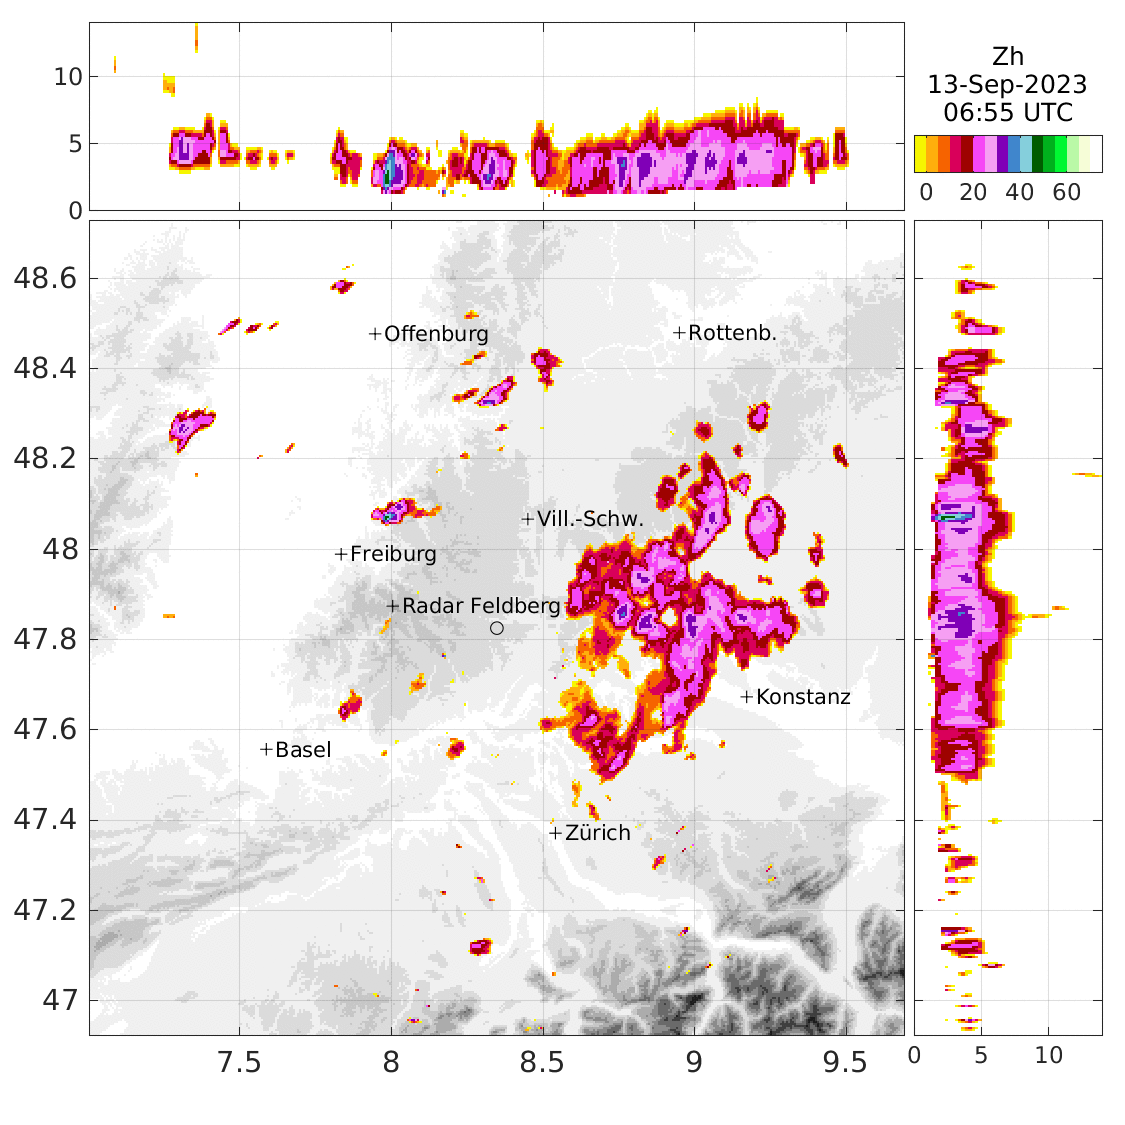 10
5
0
Zh
13-Sep-2023
06:55 UTC
0 20 40 60
48.6
48.4
48.2
48
47.8
47.6
47.4
47.2
47
+Offenburg
+Rottenb.
+Vill.-Schw.
+Freiburg
+Radar Feldberg
+Konstanz
+Basel
+Zürich
7.5 8 8.5 9 9.5
0 5 10